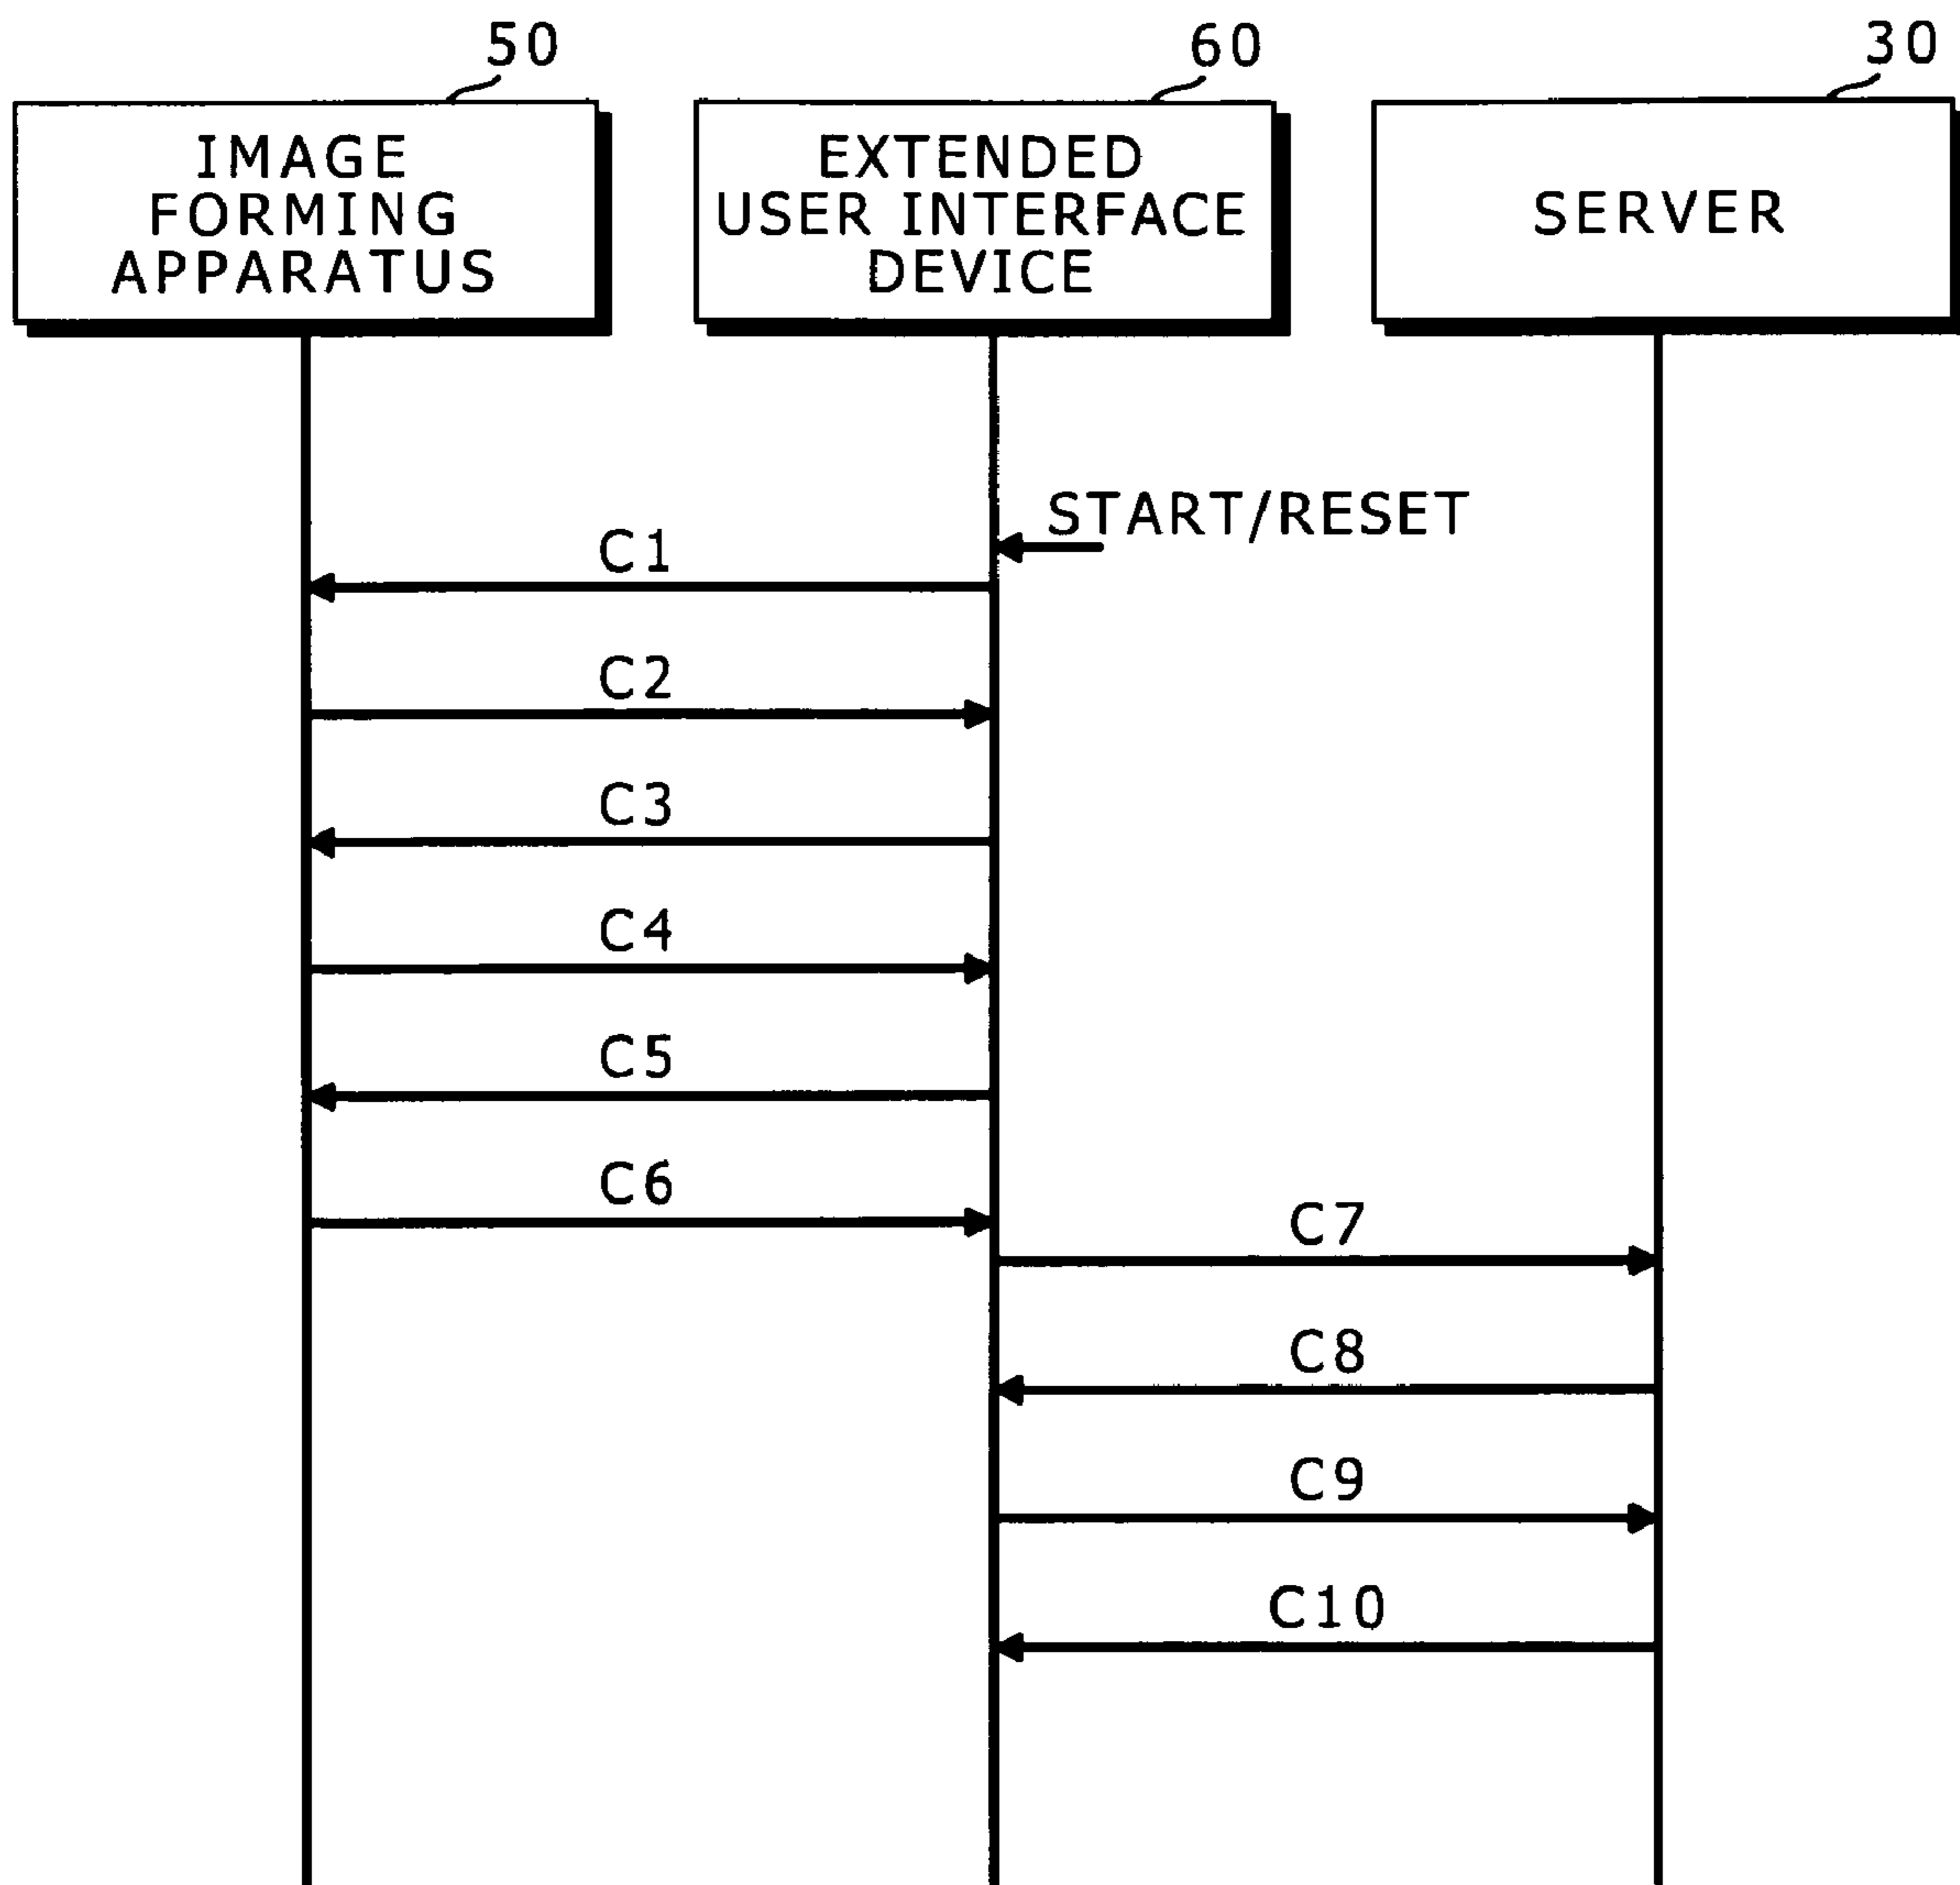 50
60
30
IMAGE
FORMING
APPARATUS
EXTENDED
USER INTERFACE
DEVICE
SERVER
START/RESET
C1
C2
C3
C4
C5
C6
C7
C8
C9
C10